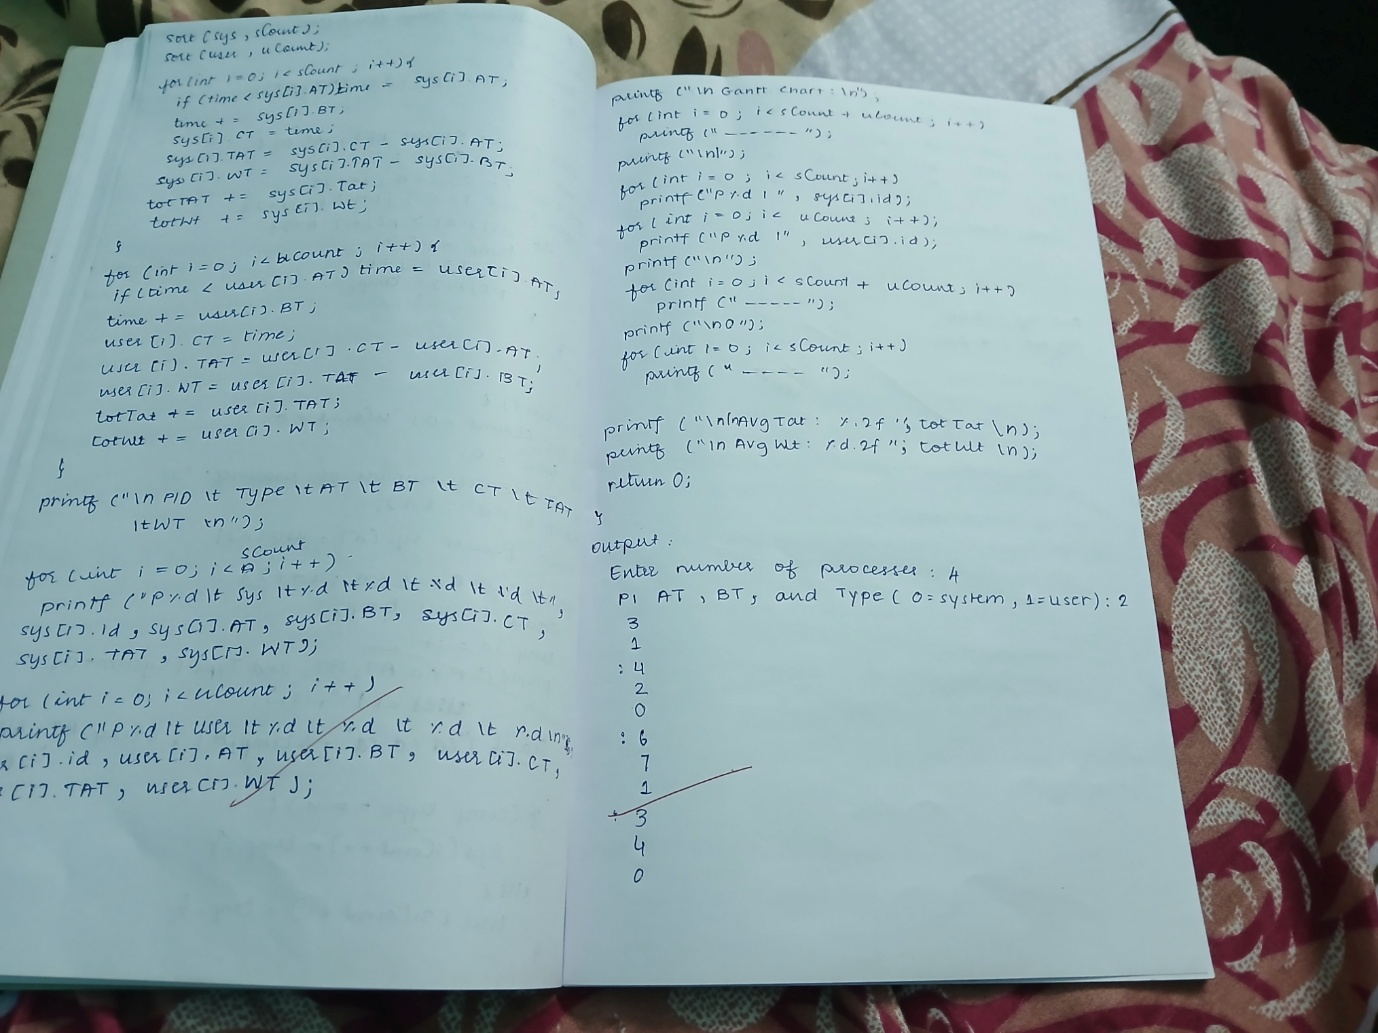 sort (sys , sCount);
sort (user , uCount);
for (int i=0; i< sCount ; i++) {
if (time < sys[i].AT) time = sys[i].AT;
time + = sys[i].BT;
sys[i] CT = time;
sys[i].TAT = sys[i].CT - sys[i].AT;
sys[i].WT = sys[i].TAT - sys[i].BT;
totTAT += sys[i].Tat;
totWt += sys[i].Wt;
}
for (int i=0; i<ucount ; i++) {
if (time < user[i].AT) time = user[i].AT;
time + = user[i].BT;
user[i].CT = time;
user[i].TAT = user[i].CT - user[i].AT;
user[i].WT = user[i].TAT - user[i].BT;
totTat += user[i].TAT;
totWt + = user[i].WT;
}
printf ("\n PID \t Type \t AT \t BT \t CT \t TAT
\t WT \n");
sCount
for (int i = 0; i< ; i++)
printf ("P%d \t Sys \t %d \t %d \t %d \t %d \t",
sys[i].id , sys[i].AT, sys[i].BT, sys[i].CT ,
sys[i].TAT , sys[i].WT);
for (int i=0; i<uCount ; i++)
printf ("P%d \t user \t %d \t %d \t %d \t %d \n",
[i].id , user[i].AT , user[i].BT , user[i].CT,
[i].TAT , user[i].WT);
printf ("\n Gantt chart : \n");
for (int i = 0 ; i< sCount + uCount ; i++)
printf (" ------ ");
printf ("\n|");
for (int i = 0 ; i< sCount ; i++)
printf ("P%d |" , sys[i].id);
for ( int i = 0; i< uCount ; i++);
printf ("P%d |" , user[i].id);
printf ("\n");
for (int i = 0 ; i < sCount + uCount ; i++)
printf (" ----- ");
printf ("\n0");
for (int i = 0 ; i< sCount ; i++)
printf (" ---- ");
printf ("\n\nAvg Tat : %.2f "; totTat \n);
printf ("\n Avg Wt : %d.2f "; totWt \n);
return 0;
}
output :
Enter number of processes : 4
P1 AT , BT , and Type ( 0=system , 1=user) : 2
3
1
: 4
2
0
: 6
7
1
: 3
4
0